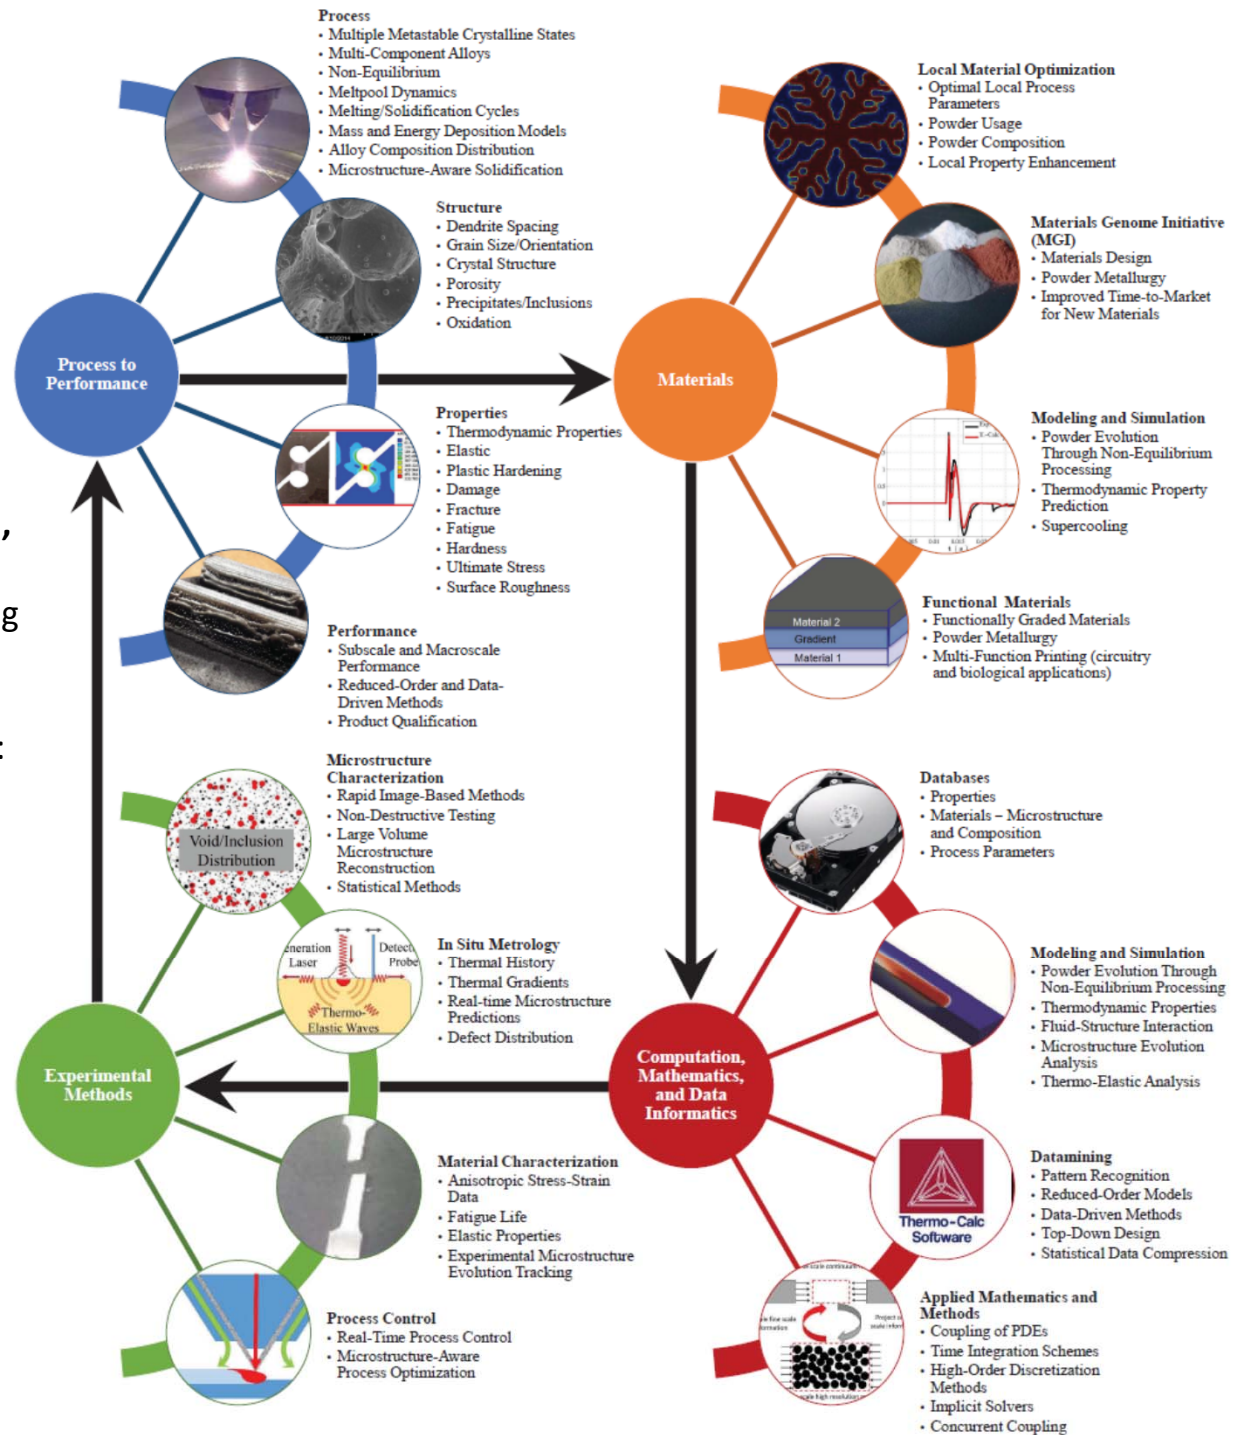 Process
• Multiple Metastable Crystalline States
• Multi-Component Alloys
• Non-Equilibrium
• Meltpool Dynamics
• Melting/Solidification Cycles
• Mass and Energy Deposition Models
• Alloy Composition Distribution
• Microstructure-Aware Solidification
Structure
• Dendrite Spacing
• Grain Size/Orientation
• Crystal Structure
• Porosity
• Precipitates/Inclusions
• Oxidation
Process to
Performance
Properties
• Thermodynamic Properties
• Elastic
• Plastic Hardening
• Damage
• Fracture
• Fatigue
• Hardness
• Ultimate Stress
• Surface Roughness
,
g
:
Performance
• Subscale and Macroscale
Performance
• Reduced-Order and Data-
Driven Methods
• Product Qualification
Local Material Optimization
• Optimal Local Process
Parameters
• Powder Usage
• Powder Composition
• Local Property Enhancement
Materials Genome Initiative
(MGI)
• Materials Design
• Powder Metallurgy
• Improved Time-to-Market
for New Materials
Materials
Modeling and Simulation
• Powder Evolution
Through Non-Equilibrium
Processing
• Thermodynamic Property
Prediction
• Supercooling
Functional Materials
• Functionally Graded Materials
• Powder Metallurgy
• Multi-Function Printing (circuitry
and biological applications)
Material 2
Gradient
Material 1
Microstructure
Characterization
• Rapid Image-Based Methods
• Non-Destructive Testing
• Large Volume
Microstructure
Reconstruction
• Statistical Methods
Void/Inclusion
Distribution
In Situ Metrology
• Thermal History
• Thermal Gradients
• Real-time Microstructure
Predictions
• Defect Distribution
eneration
Laser
Detect
Probe
Thermo-
Elastic Waves
Experimental
Methods
Material Characterization
• Anisotropic Stress-Strain
Data
• Fatigue Life
• Elastic Properties
• Experimental Microstructure
Evolution Tracking
Process Control
• Real-Time Process Control
• Microstructure-Aware
Process Optimization
Databases
• Properties
• Materials – Microstructure
and Composition
• Process Parameters
Modeling and Simulation
• Powder Evolution Through
Non-Equilibrium Processing
• Thermodynamic Properties
• Fluid-Structure Interaction
• Microstructure Evolution
Analysis
• Thermo-Elastic Analysis
Computation,
Mathematics,
and Data
Informatics
Datamining
• Pattern Recognition
• Reduced-Order Models
• Data-Driven Methods
• Top-Down Design
• Statistical Data Compression
Thermo-Calc
Software
Applied Mathematics and
Methods
• Coupling of PDEs
• Time Integration Schemes
• High-Order Discretization
Methods
• Implicit Solvers
• Concurrent Coupling